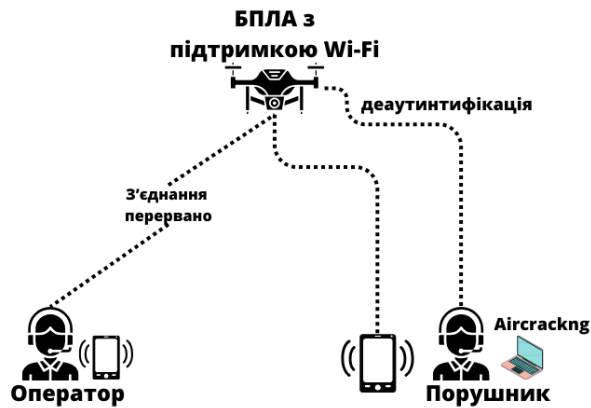 БПЛА з
підтримкою Wi-Fi
деаутинтифікація
З’єднання
перервано
Aircrackng
Оператор
Порушник